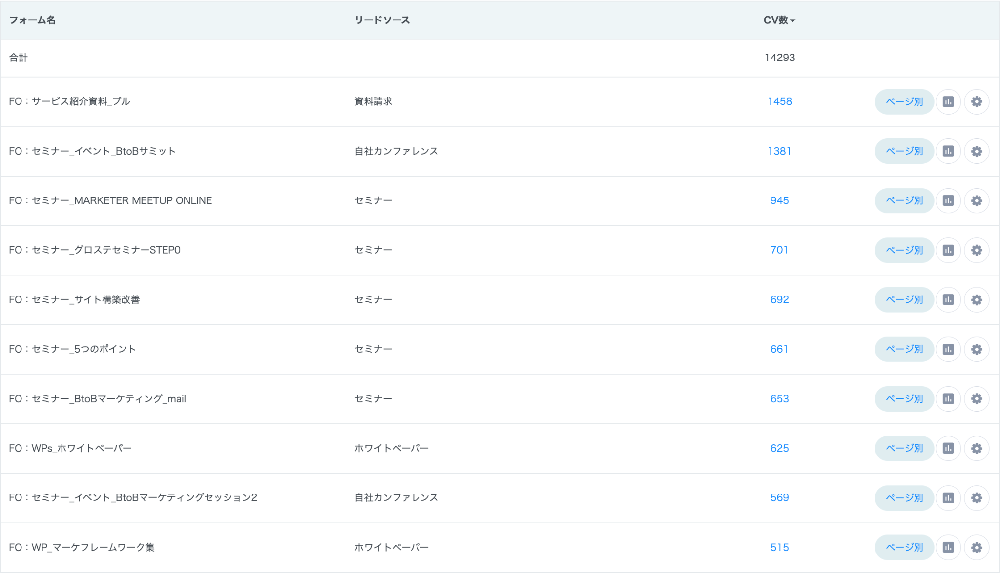 フォーム名 リードソース CV数
合計 14293
FO：サービス紹介資料_プル 資料請求 1458 ページ別
FO：セミナー_イベント_BtoBサミット 自社カンファレンス 1381 ページ別
FO：セミナー_MARKETER MEETUP ONLINE セミナー 945 ページ別
FO：セミナー_グロステセミナーSTEP0 セミナー 701 ページ別
FO：セミナー_サイト構築改善 セミナー 692 ページ別
FO：セミナー_5つのポイント セミナー 661 ページ別
FO：セミナー_BtoBマーケティング_mail セミナー 653 ページ別
FO：WPs_ホワイトペーパー ホワイトペーパー 625 ページ別
FO：セミナー_イベント_BtoBマーケティングセッション2 自社カンファレンス 569 ページ別
FO：WP_マーケフレームワーク集 ホワイトペーパー 515 ページ別